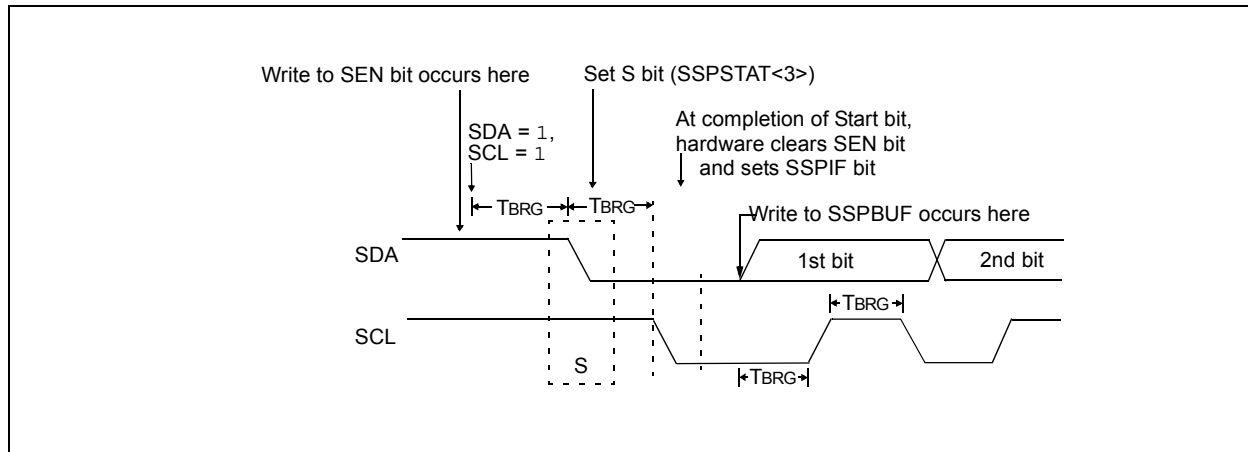 Write to SEN bit occurs here
Set S bit (SSPSTAT<3>)
SDA = 1,
SCL = 1
At completion of Start bit,
hardware clears SEN bit
and sets SSPIF bit
TBRG
TBRG
Write to SSPBUF occurs here
SDA
1st bit
2nd bit
TBRG
SCL
S
TBRG